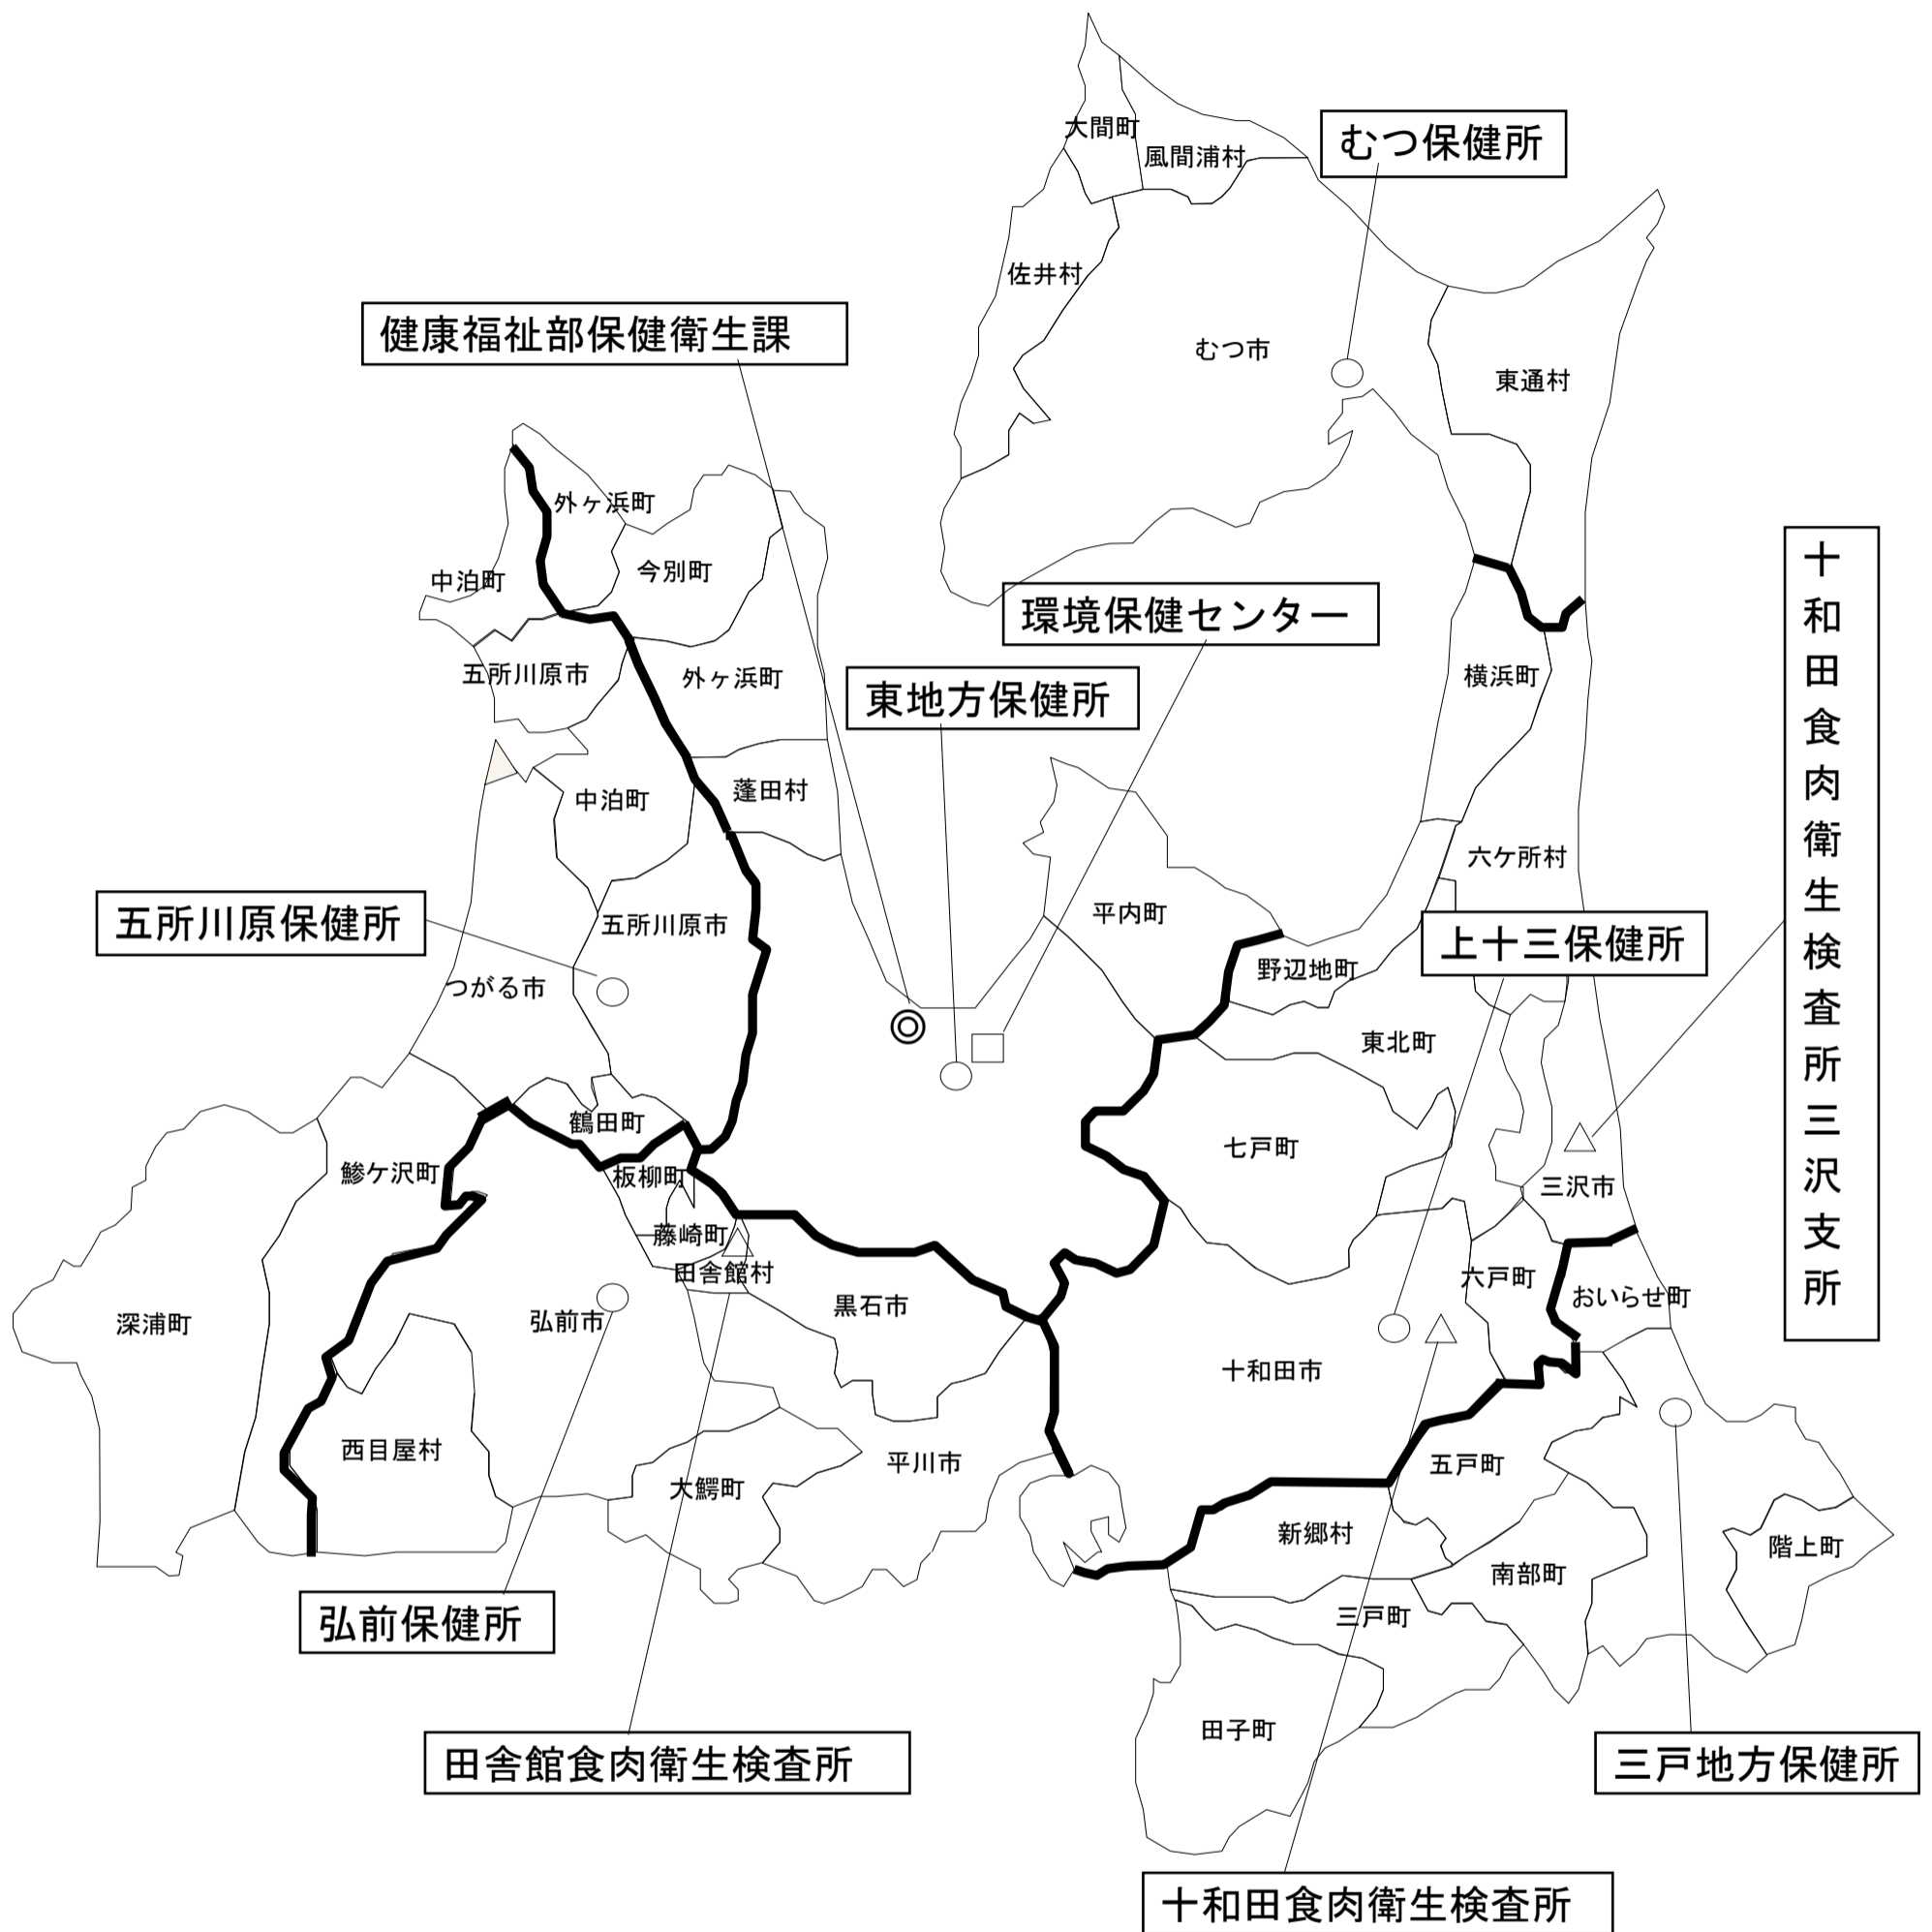 大間町
風間浦村
むつ保健所
佐井村
健康福祉部保健衛生課
むつ市
東通村
外ヶ浜町
今別町
中泊町
環境保健センター
十和田食肉衛生検査所三沢支所
五所川原市
外ヶ浜町
東地方保健所
横浜町
中泊町
蓬田村
六ケ所村
五所川原保健所
五所川原市
平内町
上十三保健所
つがる市
野辺地町
東北町
鶴田町
七戸町
鰺ケ沢町
板柳町
三沢市
藤崎町
田舎館村
六戸町
おいらせ町
深浦町
弘前市
黒石市
十和田市
西目屋村
大鰐町
平川市
五戸町
新郷村
階上町
南部町
弘前保健所
三戸町
田子町
田舎館食肉衛生検査所
三戸地方保健所
十和田食肉衛生検査所